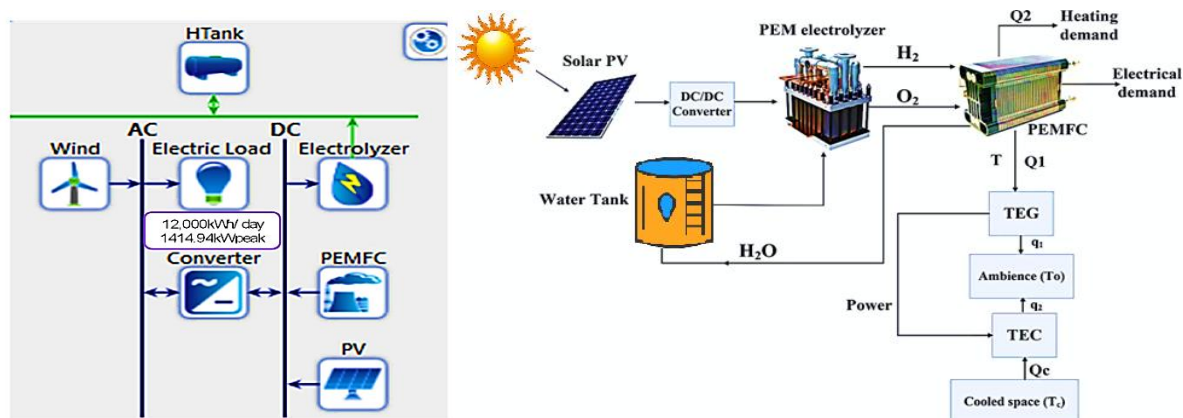 HTank
AC
DC
Wind
Electric Load
Electrolyzer
12,000kWh/ day
1414.94kWpeak
Converter
PEMFC
PV
Solar PV
DC/DC
Converter
PEM electrolyzer
H2
O2
Q2
Heating
demand
Electrical
demand
PEMFC
T
Q1
Water Tank
H2O
TEG
q1
Ambience (To)
Power
q2
TEC
Qc
Cooled space (Tc)